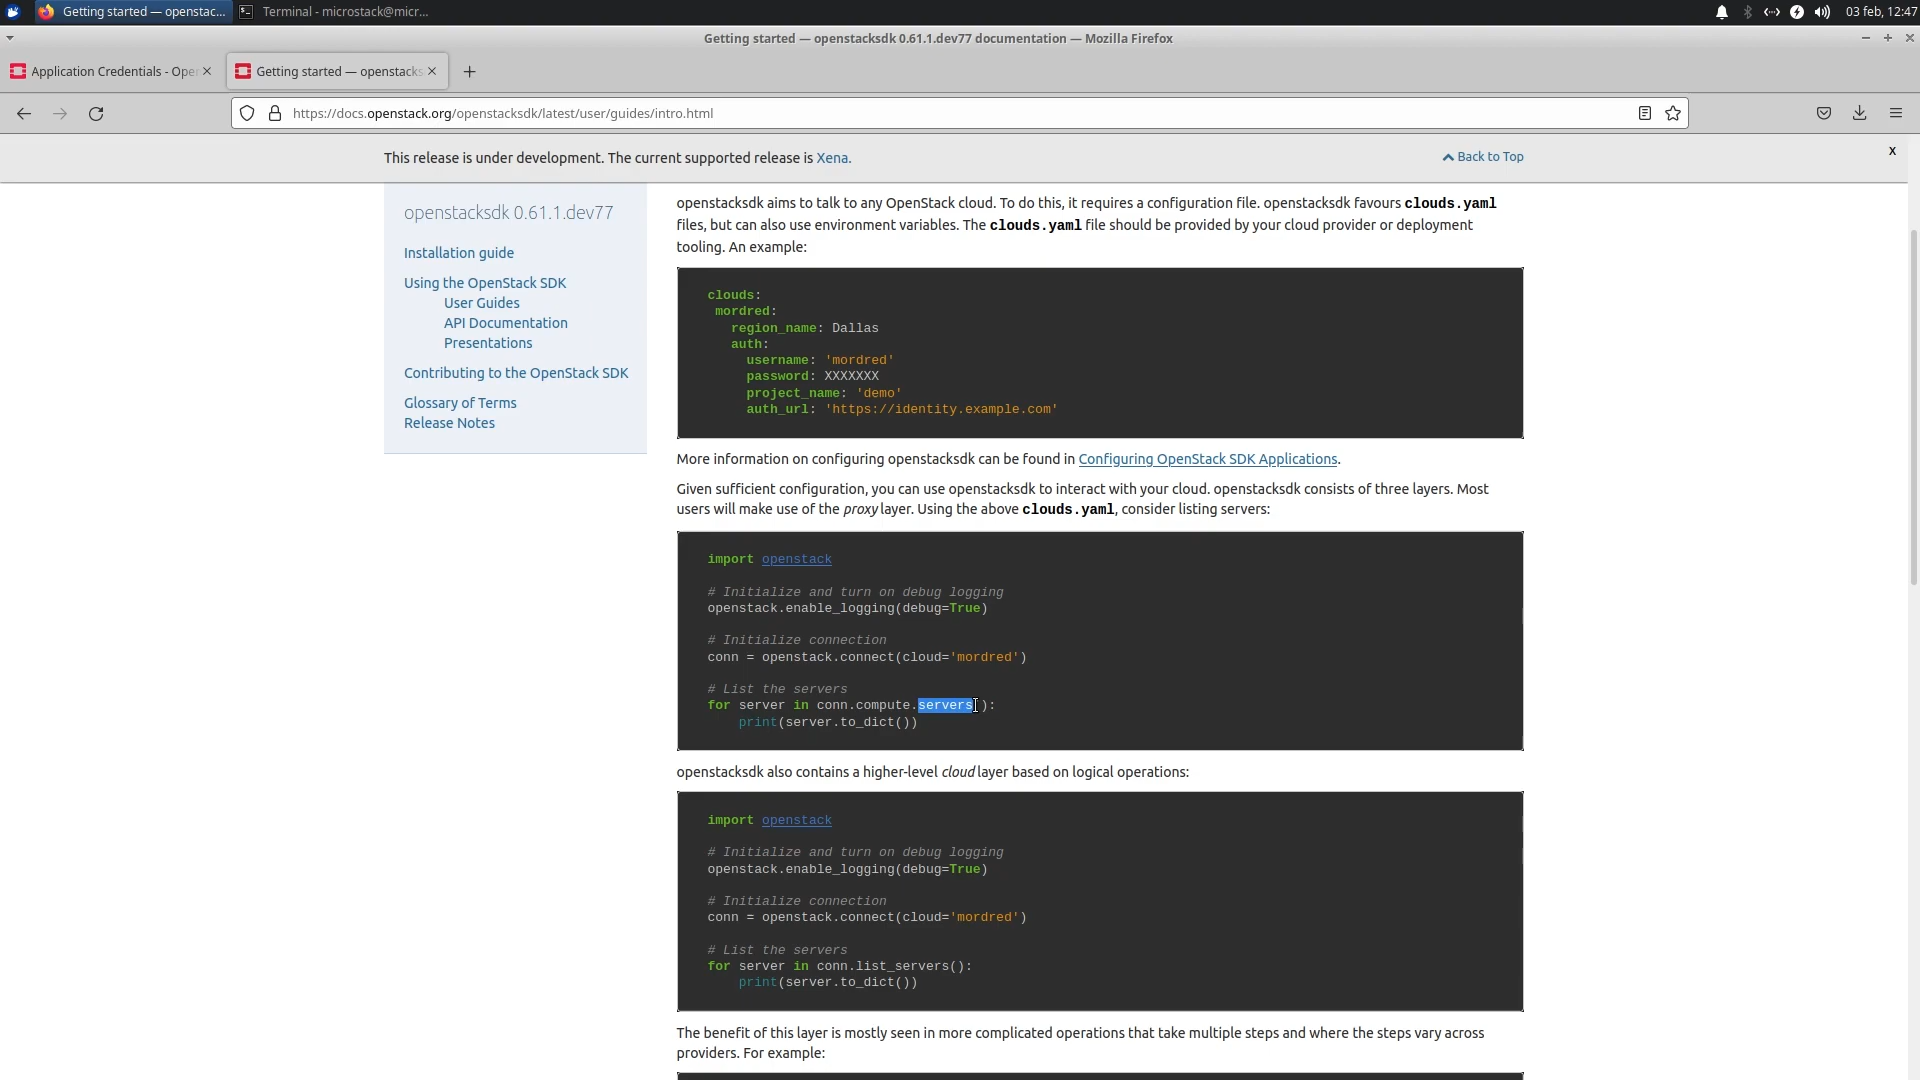 Getting started — openstac...
Terminal - microstack@micr...
03 feb, 12:47
Getting started — openstacksdk 0.61.1.dev77 documentation — Mozilla Firefox
Application Credentials - Ope
Getting started — openstacks
https://docs.openstack.org/openstacksdk/latest/user/guides/intro.html
This release is under development. The current supported release is Xena.
Back to Top
x
openstacksdk 0.61.1.dev77
Installation guide
Using the OpenStack SDK
User Guides
API Documentation
Presentations
Contributing to the OpenStack SDK
Glossary of Terms
Release Notes
openstacksdk aims to talk to any OpenStack cloud. To do this, it requires a configuration file. openstacksdk favours clouds.yaml
files, but can also use environment variables. The clouds.yaml file should be provided by your cloud provider or deployment
tooling. An example:
clouds:
mordred:
region_name: Dallas
auth:
username: 'mordred'
password: XXXXXXX
project_name: 'demo'
auth_url: 'https://identity.example.com'
More information on configuring openstacksdk can be found in Configuring OpenStack SDK Applications.
Given sufficient configuration, you can use openstacksdk to interact with your cloud. openstacksdk consists of three layers. Most
users will make use of the proxy layer. Using the above clouds.yaml, consider listing servers:
import openstack
# Initialize and turn on debug logging
openstack.enable_logging(debug=True)
# Initialize connection
conn = openstack.connect(cloud='mordred')
# List the servers
for server in conn.compute.servers():
print(server.to_dict())
openstacksdk also contains a higher-level cloud layer based on logical operations:
import openstack
# Initialize and turn on debug logging
openstack.enable_logging(debug=True)
# Initialize connection
conn = openstack.connect(cloud='mordred')
# List the servers
for server in conn.list_servers():
print(server.to_dict())
The benefit of this layer is mostly seen in more complicated operations that take multiple steps and where the steps vary across
providers. For example: